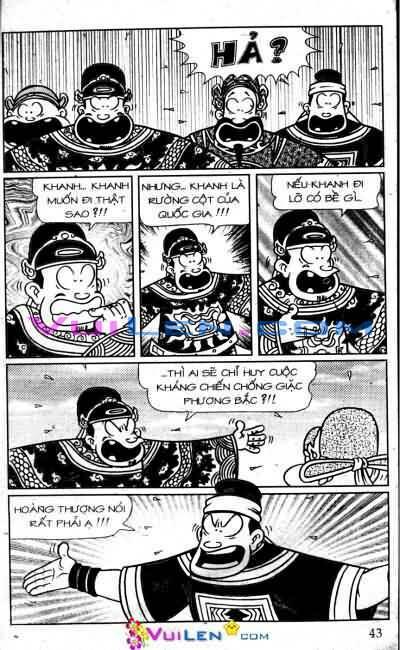 HẢ?
KHANH... KHANH
MUỐN ĐI THẬT
SAO?!!
NHƯNG... KHANH LÀ
RƯỜNG CỘT CỦA
QUỐC GIA!!!
NẾU KHANH ĐI
LỠ CÓ BỀ GÌ...
...THÌ AI SẼ CHỈ HUY CUỘC
KHÁNG CHIẾN CHỐNG GIẶC
PHƯƠNG BẮC?!.
HOÀNG THƯỢNG NÓI
RẤT PHẢI Ạ!!!
VUILEN.COM
43
VUILEN.COM